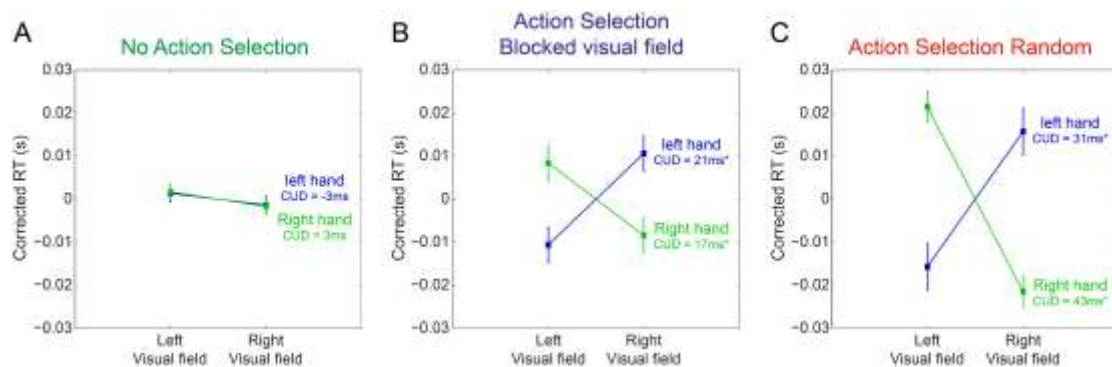 A
No Action Selection
Corrected RT (s)
0.03
0.02
0.01
0
−0.01
−0.02
−0.03
left hand
CUD = -3ms
Right hand
CUD = 3ms
Left
Visual field
Right
Visual field
B
Action Selection
Blocked visual field
Corrected RT (s)
0.03
0.02
0.01
0
−0.01
−0.02
−0.03
left hand
CUD = 21ms*
Right hand
CUD = 17ms*
Left
Visual field
Right
Visual field
C
Action Selection Random
Corrected RT (s)
0.03
0.02
0.01
0
−0.01
−0.02
−0.03
left hand
CUD = 31ms*
Right hand
CUD = 43ms*
Left
Visual field
Right
Visual field